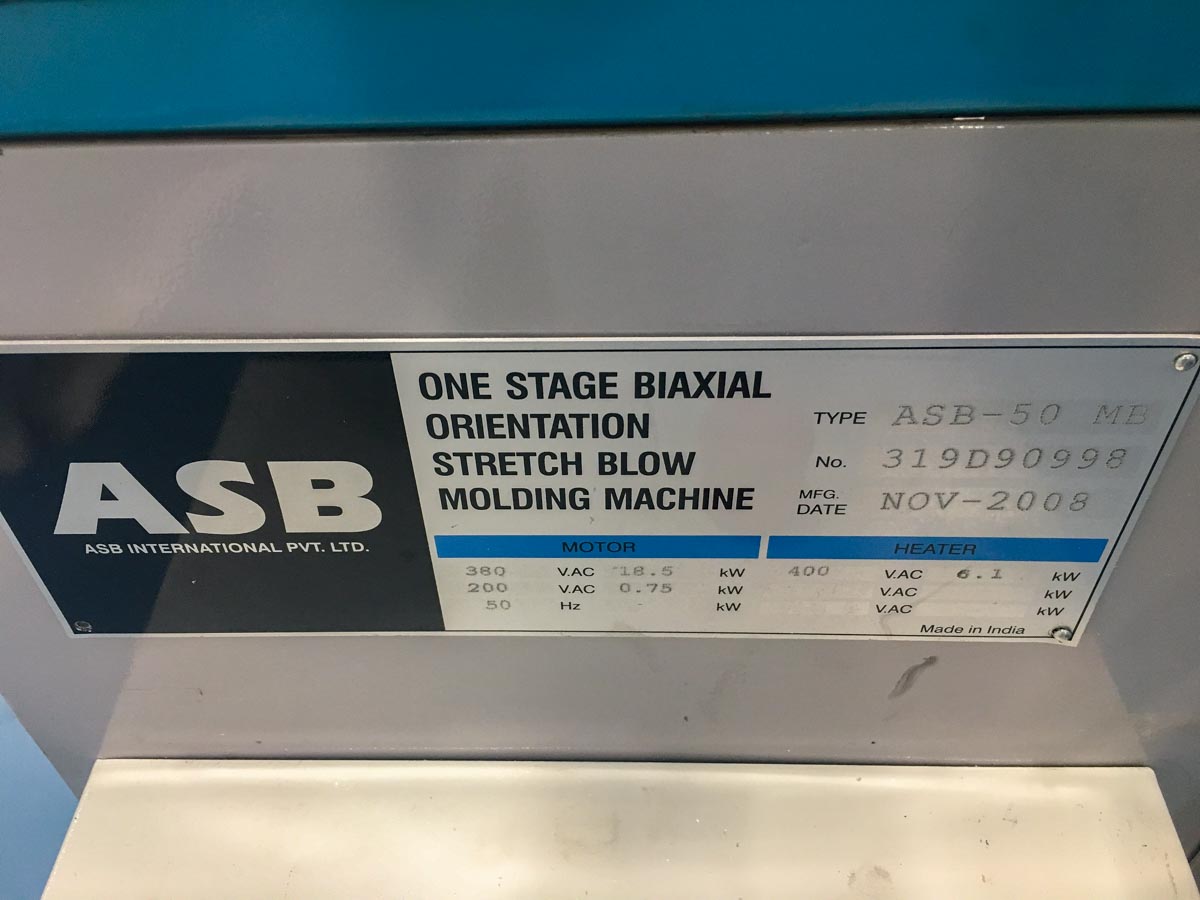 ASB
ASB INTERNATIONAL PVT. LTD.
ONE STAGE BIAXIAL
ORIENTATION
STRETCH BLOW
MOLDING MACHINE
TYPE ASB-50 MB
No. 319D90998
MFG. DATE NOV-2008
MOTOR
380 V.AC 18.5 kW
200 V.AC 0.75 kW
50 Hz - kW
HEATER
400 V.AC 6.1 kW
V.AC kW
V.AC kW
Made in India